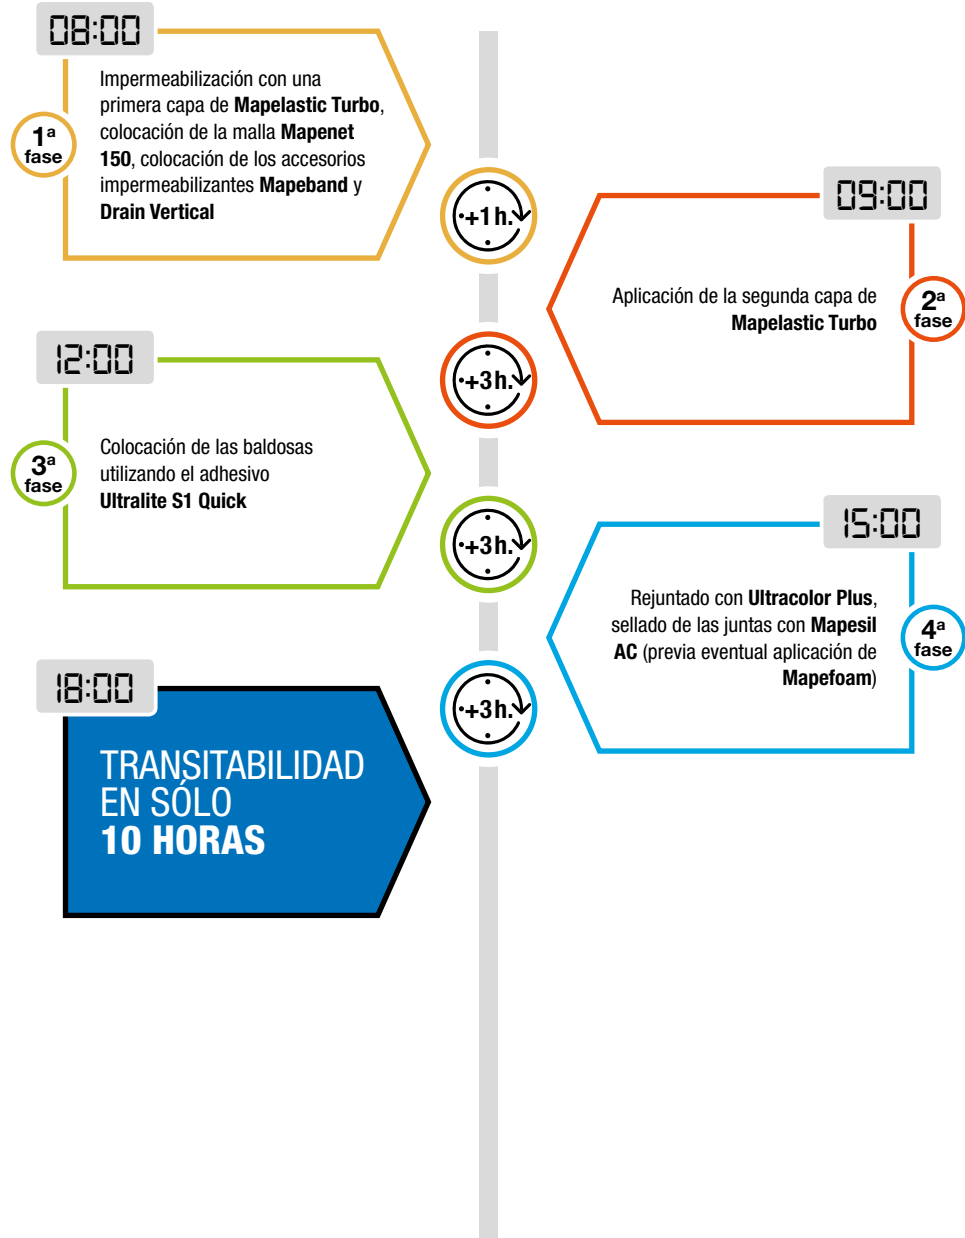 08:00
Impermeabilización con una
primera capa de Mapelastic Turbo,
colocación de la malla Mapenet
150, colocación de los accesorios
impermeabilizantes Mapeband y
Drain Vertical
1ª
fase
+1 h.
09:00
Aplicación de la segunda capa de
Mapelastic Turbo
2ª
fase
+3 h.
12:00
Colocación de las baldosas
utilizando el adhesivo
Ultralite S1 Quick
3ª
fase
+3 h.
15:00
Rejuntado con Ultracolor Plus,
sellado de las juntas con Mapesil
AC (previa eventual aplicación de
Mapefoam)
4ª
fase
+3 h.
18:00
TRANSITABILIDAD
EN SÓLO
10 HORAS